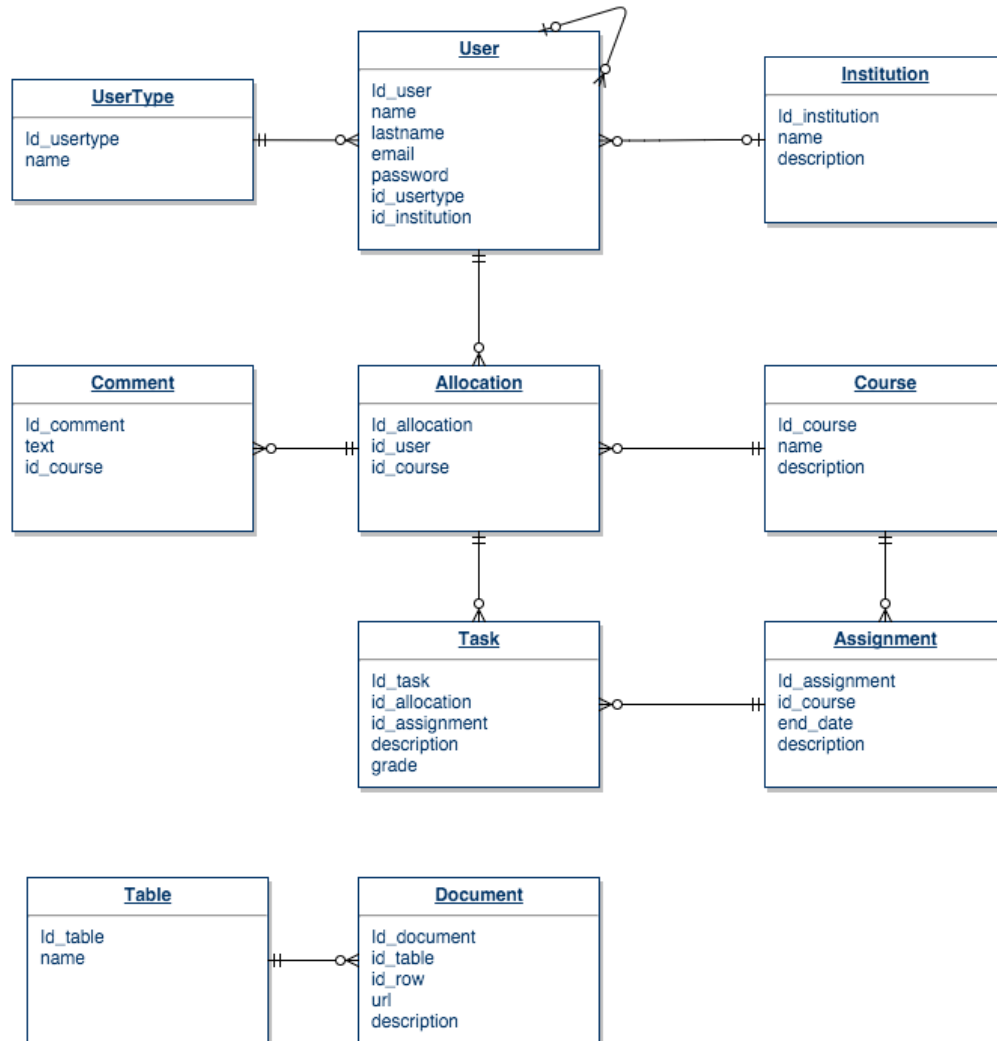 User
Id_user
name
lastname
email
password
id_usertype
id_institution
UserType
Id_usertype
name
Institution
Id_institution
name
description
Comment
Id_comment
text
id_course
Allocation
Id_allocation
id_user
id_course
Course
Id_course
name
description
Task
Id_task
id_allocation
id_assignment
description
grade
Assignment
Id_assignment
id_course
end_date
description
Table
Id_table
name
Document
Id_document
id_table
id_row
url
description